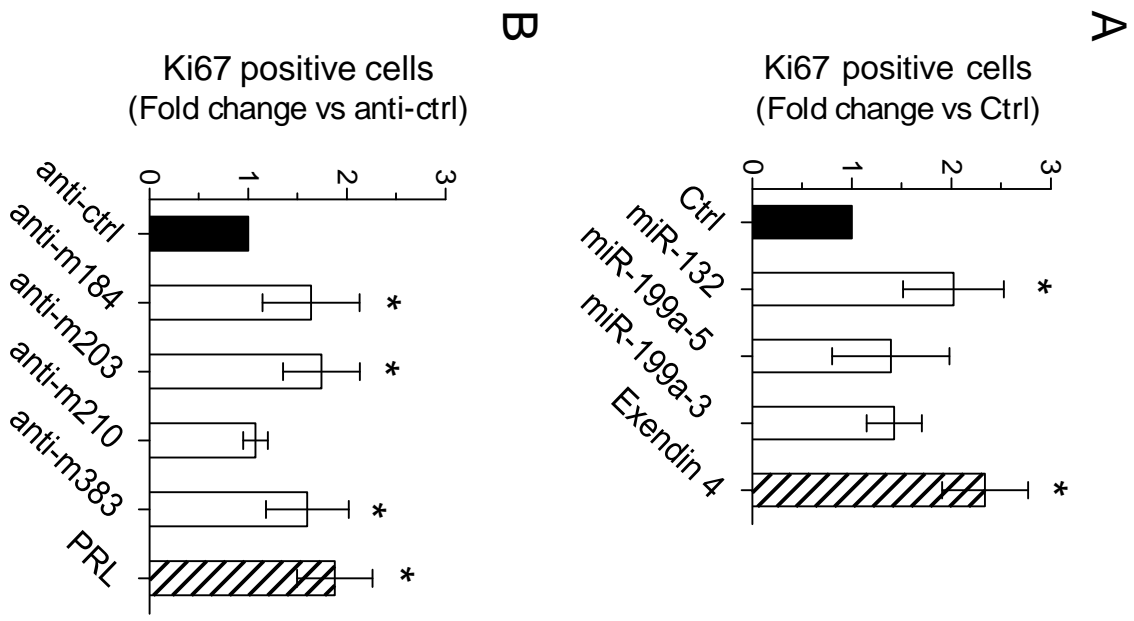 A
Ki67 positive cells
(Fold change vs Ctrl)
0
1
2
3
Ctrl
miR-132
*
miR-199a-5
miR-199a-3
Exendin 4
*
B
Ki67 positive cells
(Fold change vs anti-ctrl)
0
1
2
3
anti-ctrl
anti-m184
*
anti-m203
*
anti-m210
anti-m383
*
PRL
*